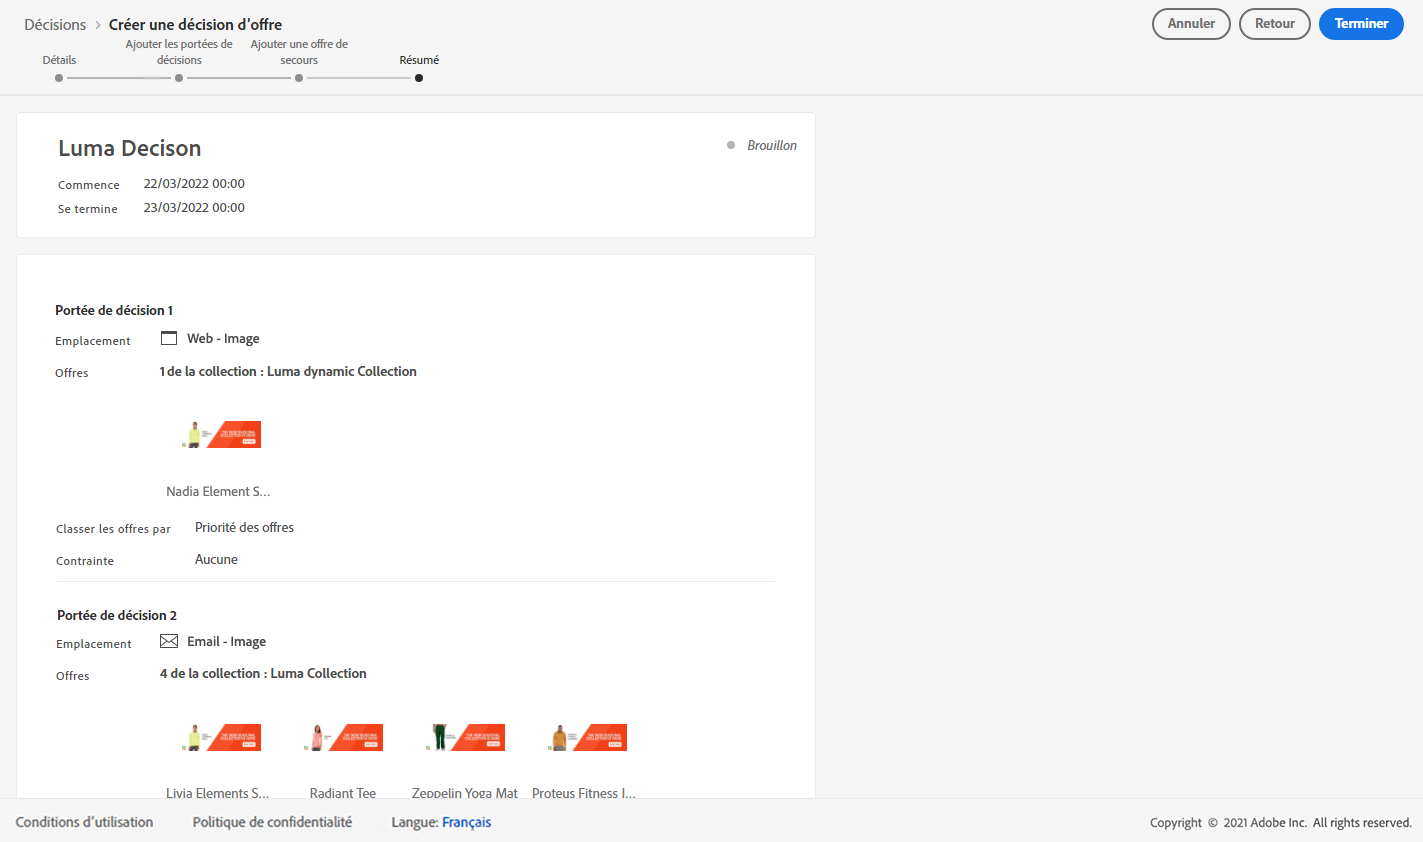 Décisions > Créer une décision d'offre
Annuler
Retour
Terminer
Détails
Ajouter les portées de décisions
Ajouter une offre de secours
Résumé
Luma Decison
Brouillon
Commence 22/03/2022 00:00
Se termine 23/03/2022 00:00
Portée de décision 1
Emplacement Web - Image
Offres 1 de la collection : Luma dynamic Collection
Nadia Element S...
Classer les offres par Priorité des offres
Contrainte Aucune
Portée de décision 2
Emplacement Email - Image
Offres 4 de la collection : Luma Collection
Livia Elements S... Radiant Tee Zeppelin Yoga Mat Proteus Fitness J...
Conditions d'utilisation Politique de confidentialité Langue: Français Copyright © 2021 Adobe Inc. All rights reserved.